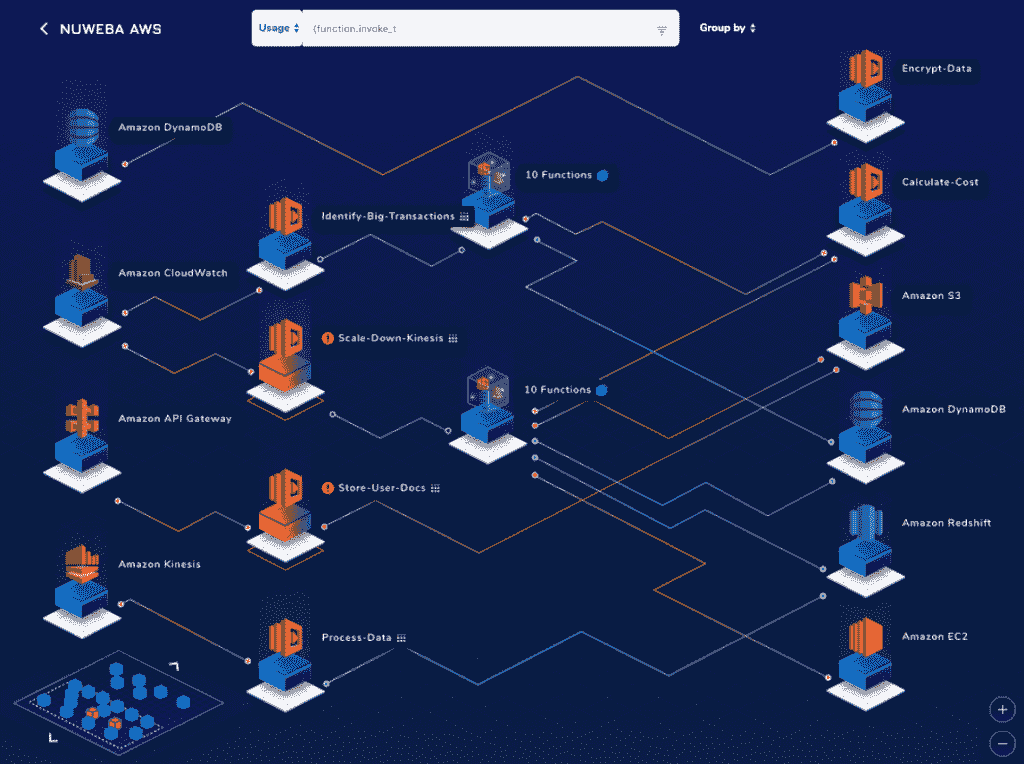 NUWEBA AWS
Usage
{function.invoke_t
Group by
Encrypt-Data
Amazon DynamoDB
10 Functions
Calculate-Cost
Identify-Big-Transactions
Amazon CloudWatch
Amazon S3
Scale-Down-Kinesis
10 Functions
Amazon DynamoDB
Amazon API Gateway
Store-User-Docs
Amazon Redshift
Amazon Kinesis
Process-Data
Amazon EC2